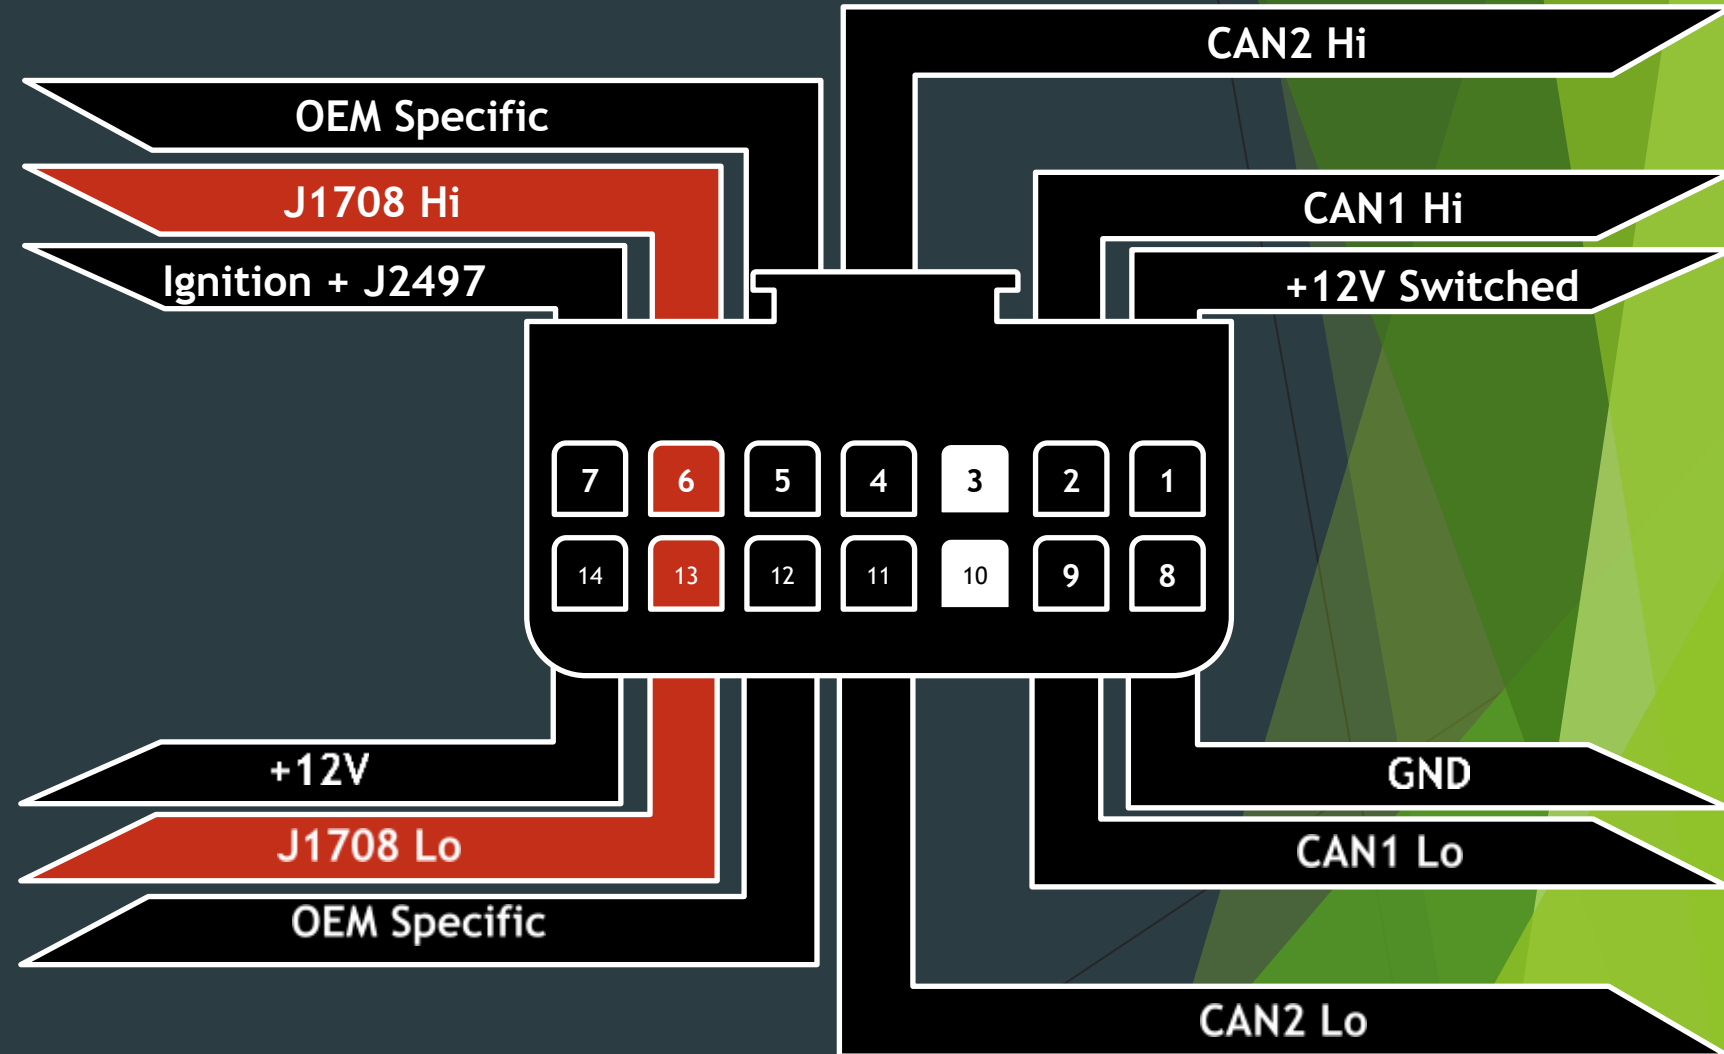 CAN2 Hi
OEM Specific
J1708 Hi
CAN1 Hi
Ignition + J2497
+12V Switched
7 6 5 4 3 2 1
14 13 12 11 10 9 8
+12V
GND
J1708 Lo
CAN1 Lo
OEM Specific
CAN2 Lo